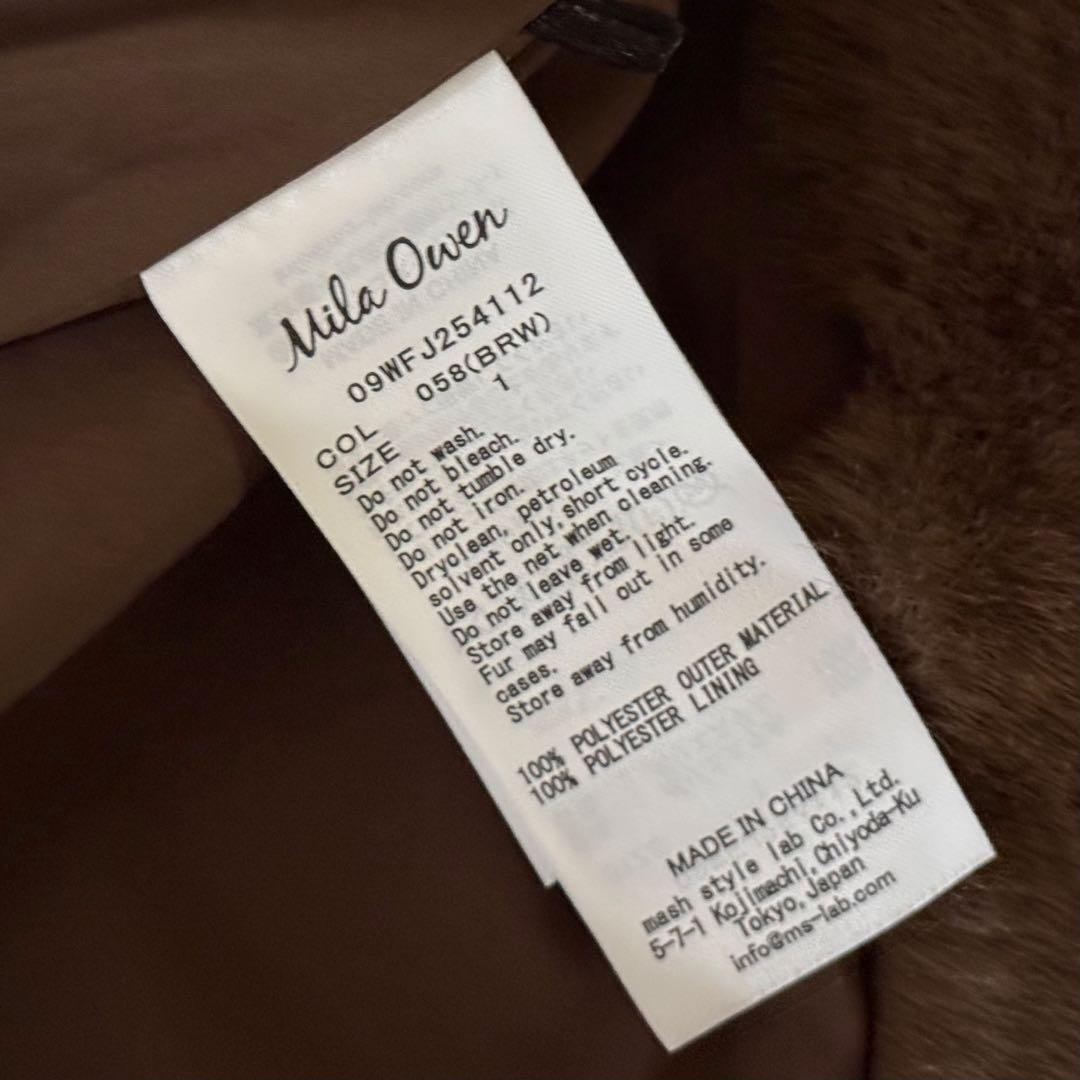 Mila Owen
09WFJ254112
COL 058(BRW)
SIZE 1
Do not wash.
Do not bleach.
Do not tumble dry.
Do not iron.
Dryclean, petroleum
solvent only,short cycle.
Use the net when cleaning.
Do not leave wet.
Store away from light.
Fur may fall out in some
cases.
Store away from humidity.
100% POLYESTER OUTER MATERIAL
100% POLYESTER LINING
MADE IN CHINA
mash style lab Co.,Ltd.
5-7-1 Kojimachi,Chiyoda-Ku
Tokyo,Japan
info@ms-lab.com